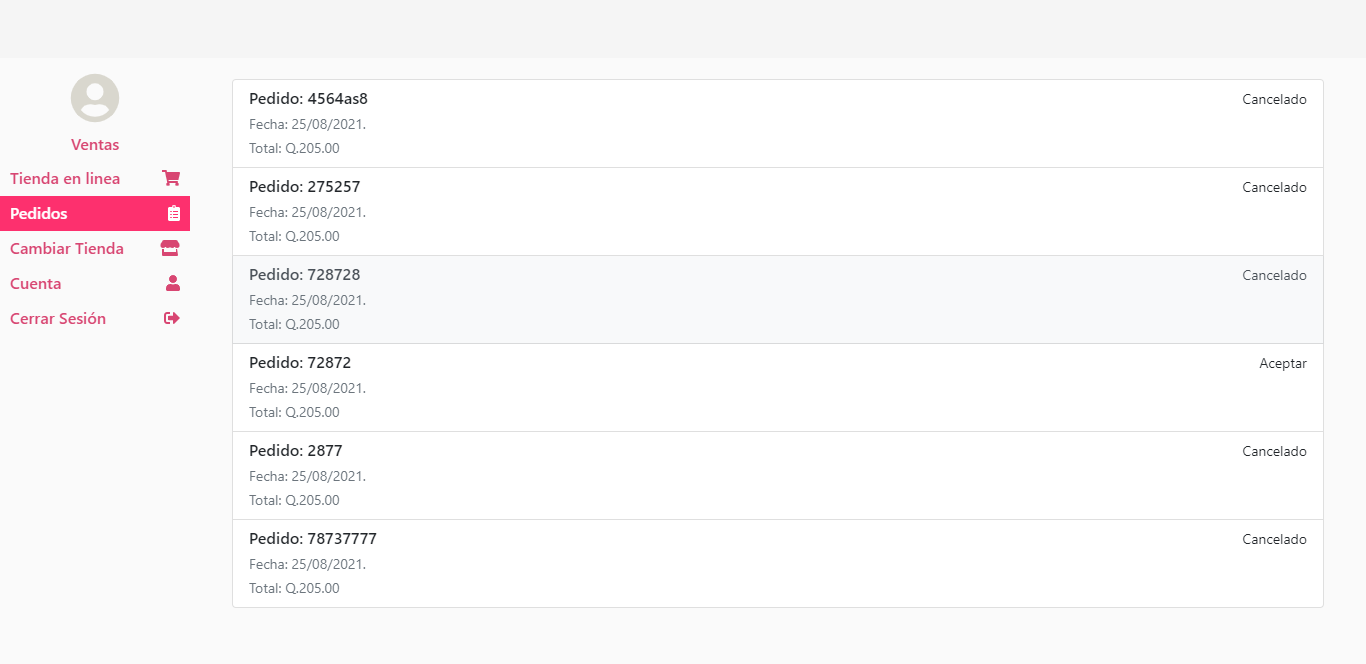 Ventas
Tienda en linea
Pedidos
Cambiar Tienda
Cuenta
Cerrar Sesión
Pedido: 4564as8
Cancelado
Fecha: 25/08/2021.
Total: Q.205.00
Pedido: 275257
Cancelado
Fecha: 25/08/2021.
Total: Q.205.00
Pedido: 728728
Cancelado
Fecha: 25/08/2021.
Total: Q.205.00
Pedido: 72872
Aceptar
Fecha: 25/08/2021.
Total: Q.205.00
Pedido: 2877
Cancelado
Fecha: 25/08/2021.
Total: Q.205.00
Pedido: 78737777
Cancelado
Fecha: 25/08/2021.
Total: Q.205.00